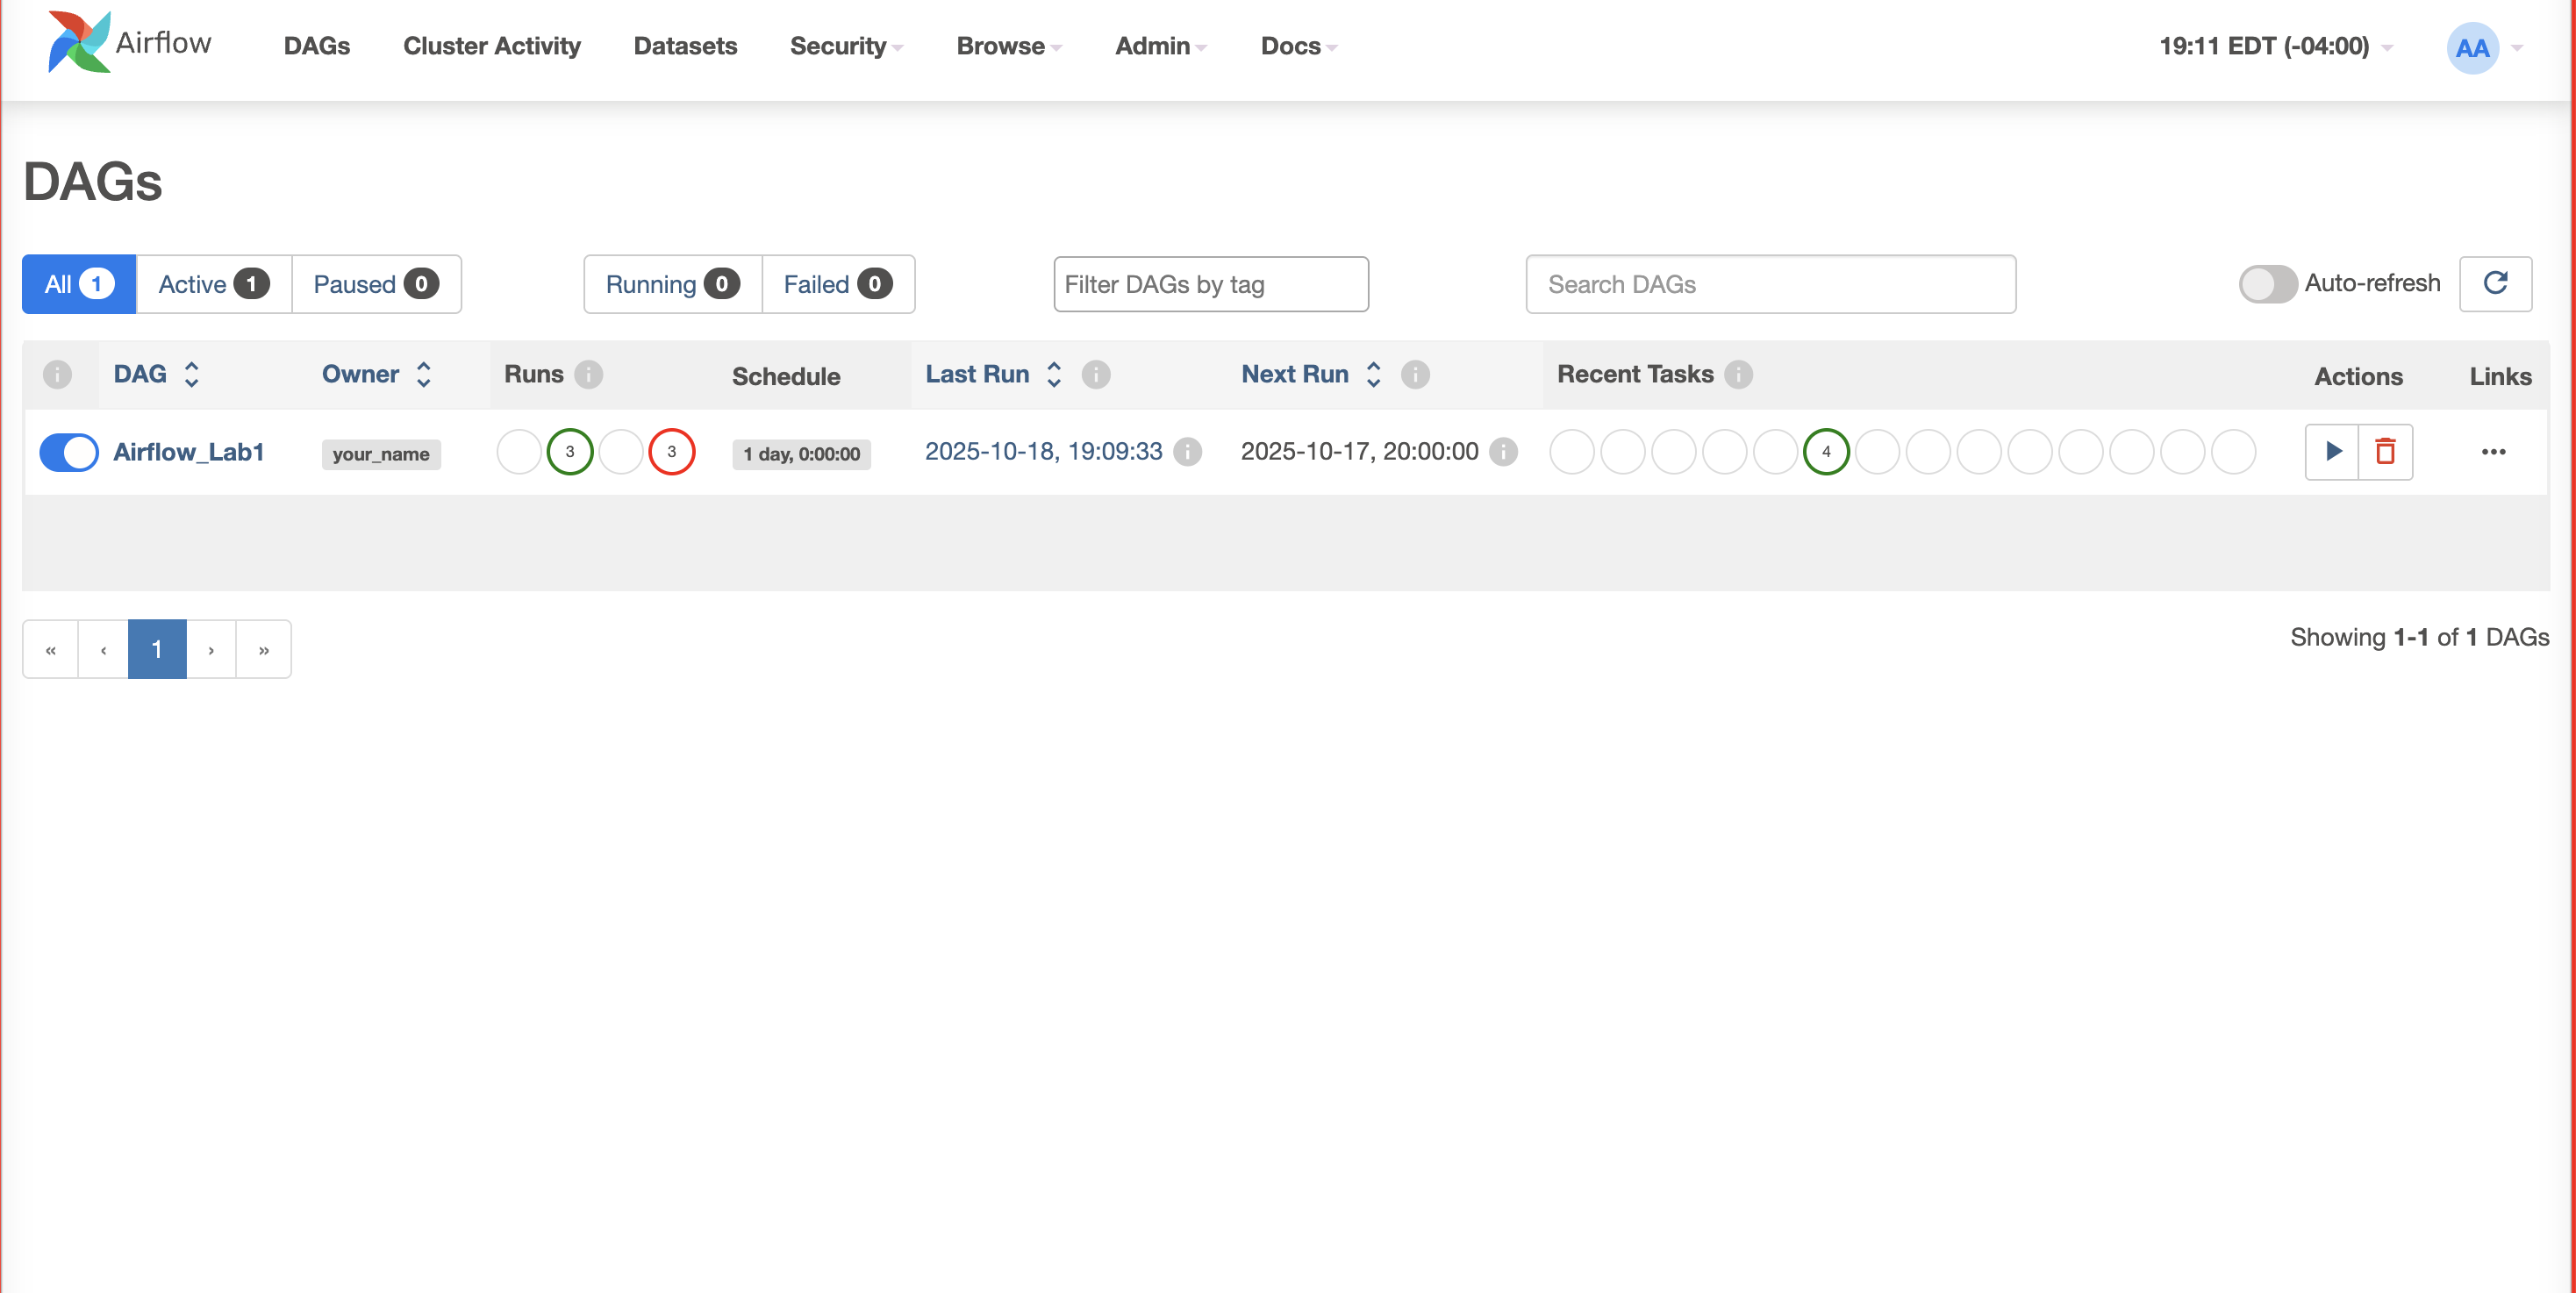 Airflow DAGs Cluster Activity Datasets Security Browse Admin Docs 19:11 EDT (-04:00) AA
DAGs
All 1 Active 1 Paused 0 Running 0 Failed 0 Filter DAGs by tag Search DAGs Auto-refresh
i DAG Owner Runs i Schedule Last Run i Next Run i Recent Tasks i Actions Links
Airflow_Lab1 your_name 3 3 1 day, 0:00:00 2025-10-18, 19:09:33 i 2025-10-17, 20:00:00 i 4 ...
« ‹ 1 › » Showing 1-1 of 1 DAGs